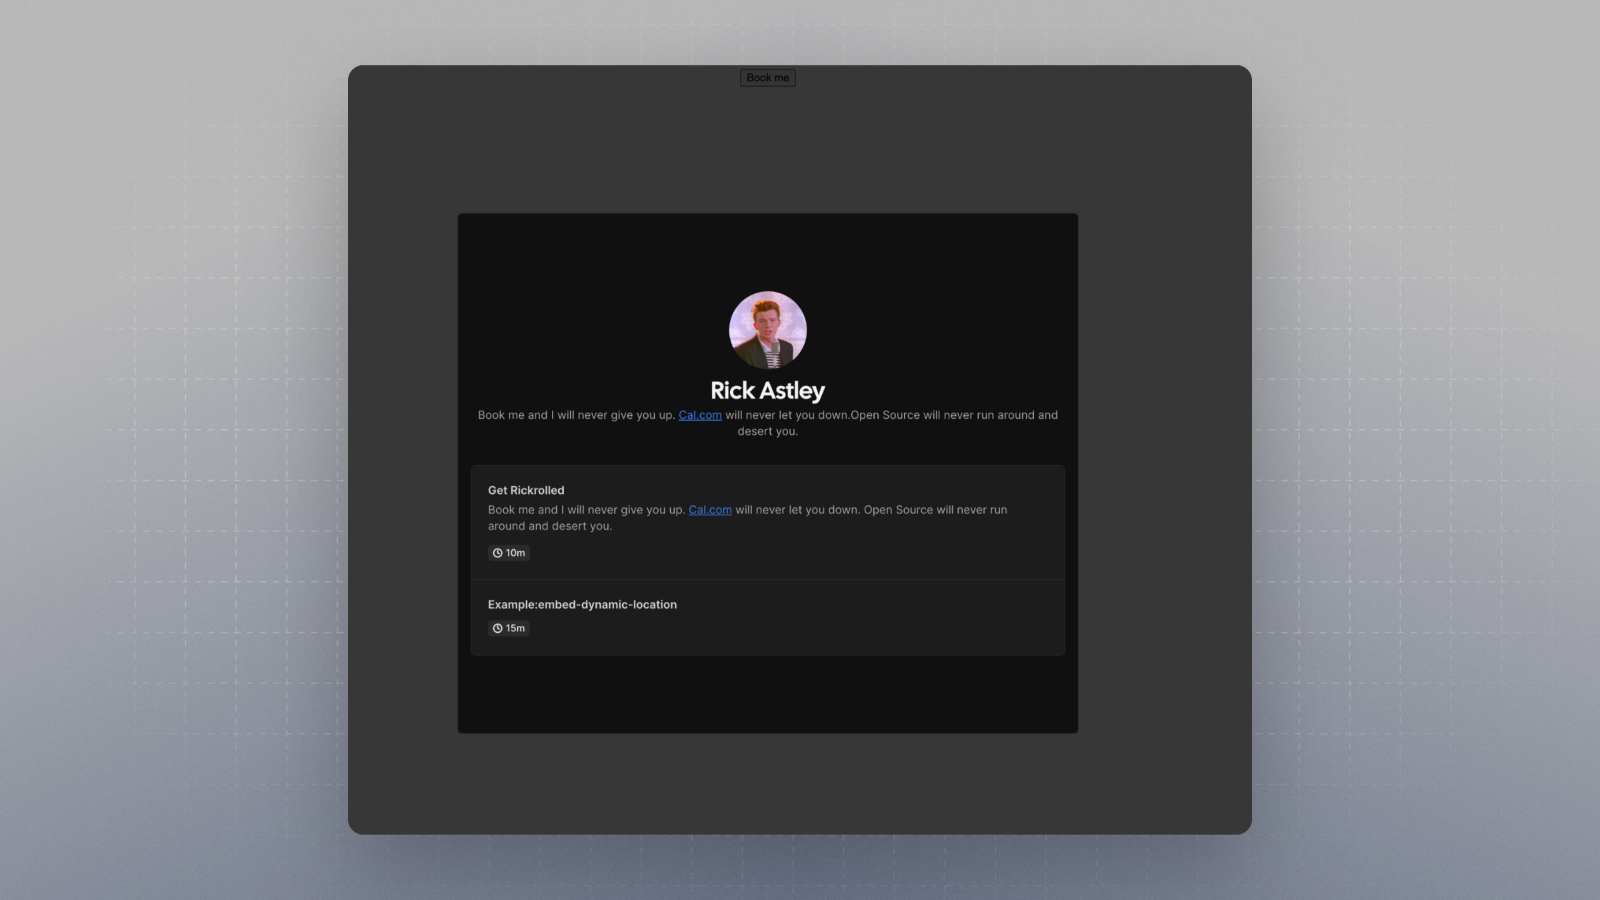 Book me
Rick Astley
Book me and I will never give you up. Cal.com will never let you down.Open Source will never run around and
desert you.
Get Rickrolled
Book me and I will never give you up. Cal.com will never let you down. Open Source will never run
around and desert you.
10m
Example:embed-dynamic-location
15m